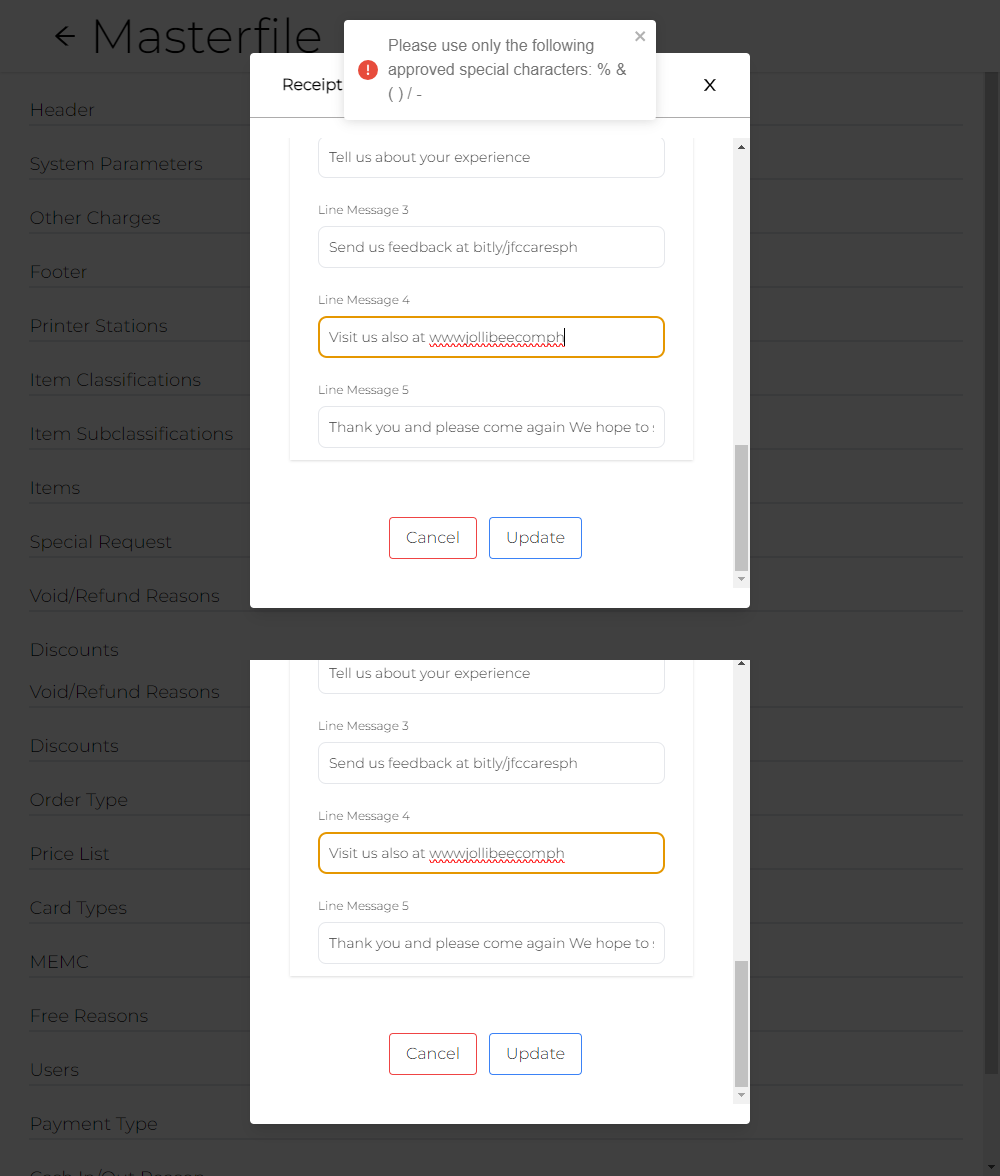 Masterfile
Please use only the following
approved special characters: % &
( ) / -
Receipt
X
Header
System Parameters
Other Charges
Footer
Printer Stations
Item Classifications
Item Subclassifications
Items
Special Request
Void/Refund Reasons
Discounts
Void/Refund Reasons
Discounts
Order Type
Price List
Card Types
MEMC
Free Reasons
Users
Payment Type
Cash In/Out Reason
Tell us about your experience
Line Message 3
Send us feedback at bitly/jfccaresph
Line Message 4
Visit us also at wwwjollibeecomph
Line Message 5
Thank you and please come again We hope to
Cancel Update
Tell us about your experience
Line Message 3
Send us feedback at bitly/jfccaresph
Line Message 4
Visit us also at wwwjollibeecomph
Line Message 5
Thank you and please come again We hope to
Cancel Update